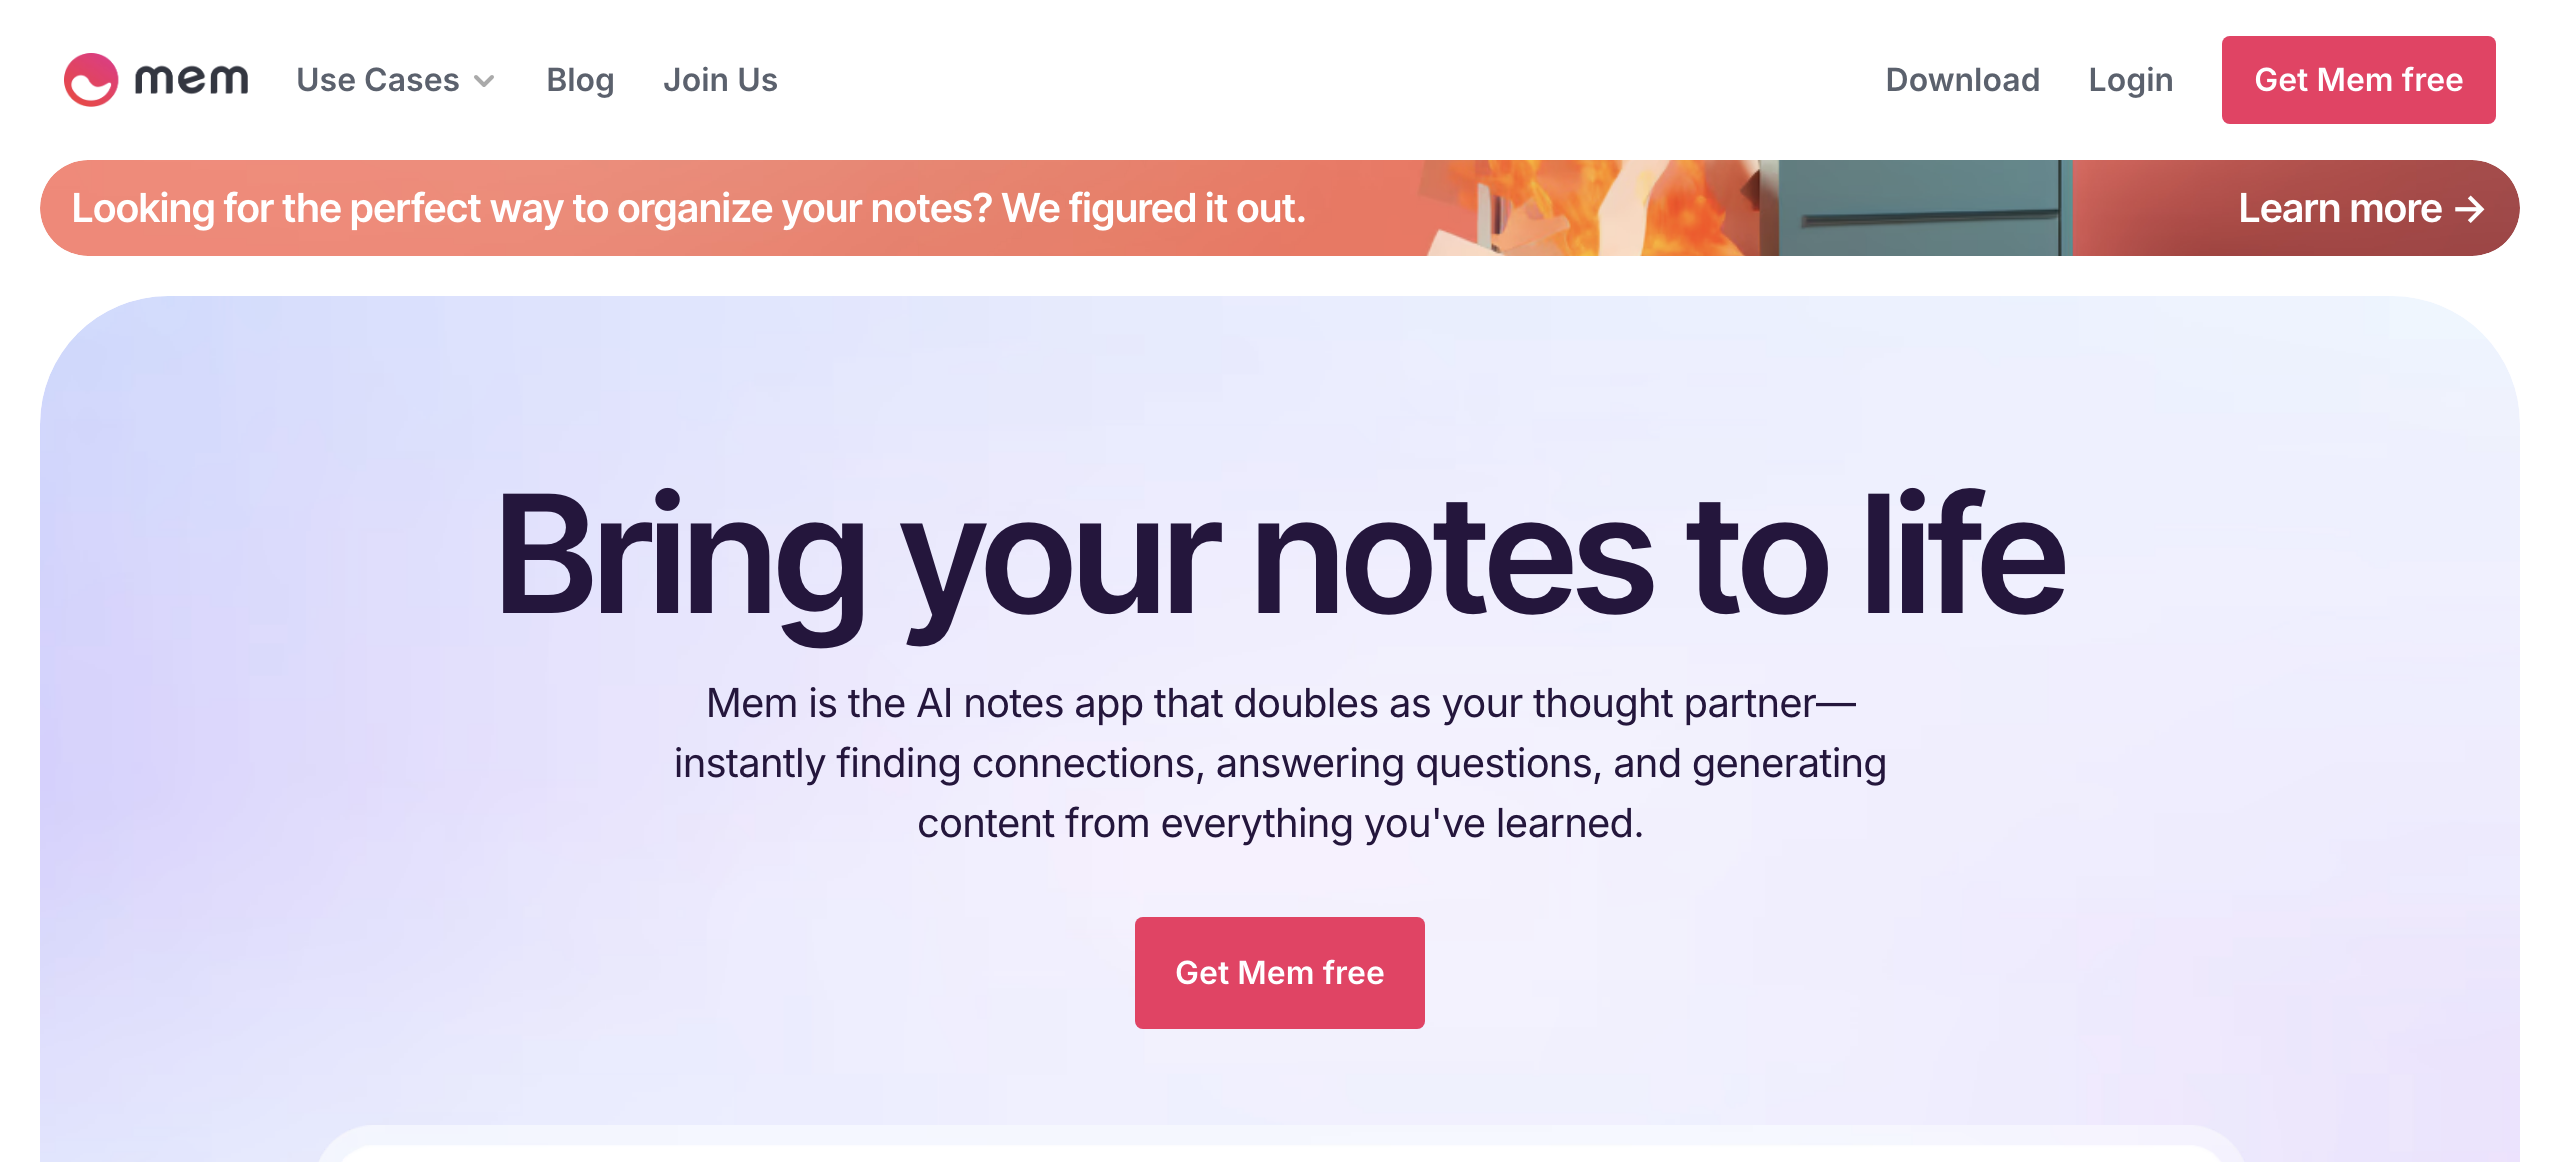 mem
Use Cases
Blog
Join Us
Download
Login
Get Mem free
Looking for the perfect way to organize your notes? We figured it out.
Learn more →
Bring your notes to life
Mem is the AI notes app that doubles as your thought partner—
instantly finding connections, answering questions, and generating
content from everything you've learned.
Get Mem free